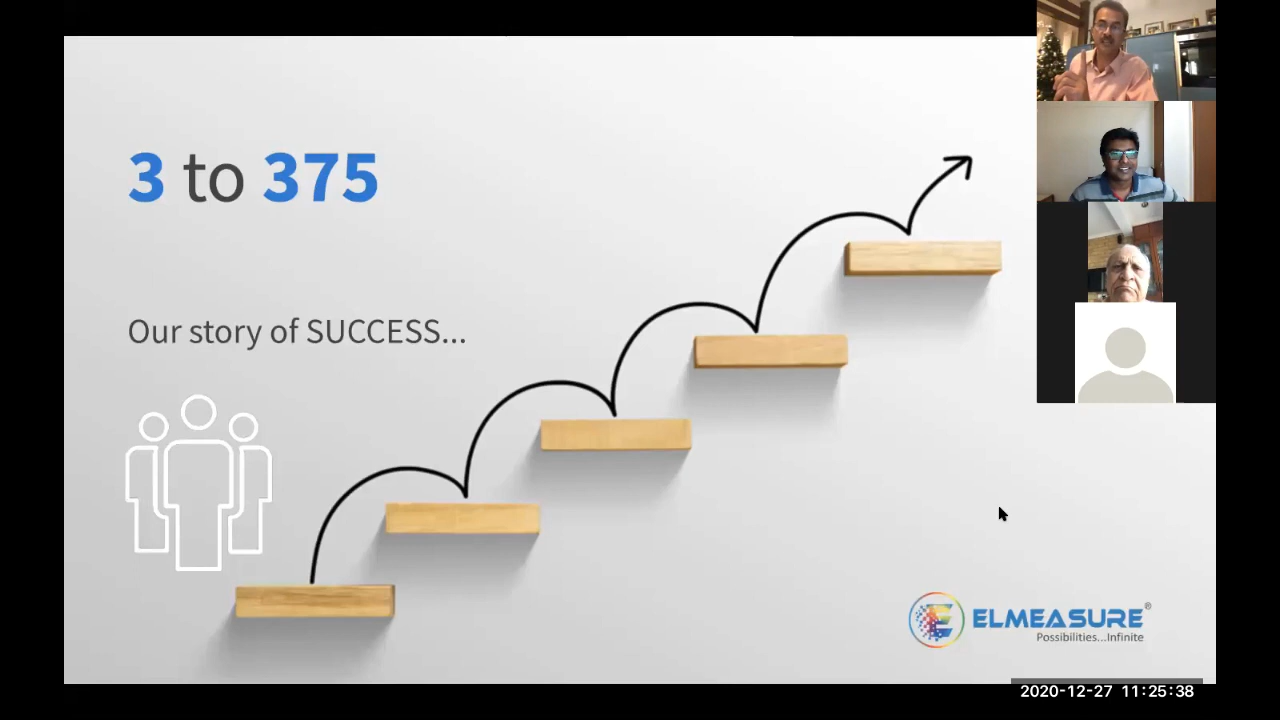 3 to 375
Our story of SUCCESS...
ELMEASURE®
Possibilities...Infinite
2020-12-27 11:25:38